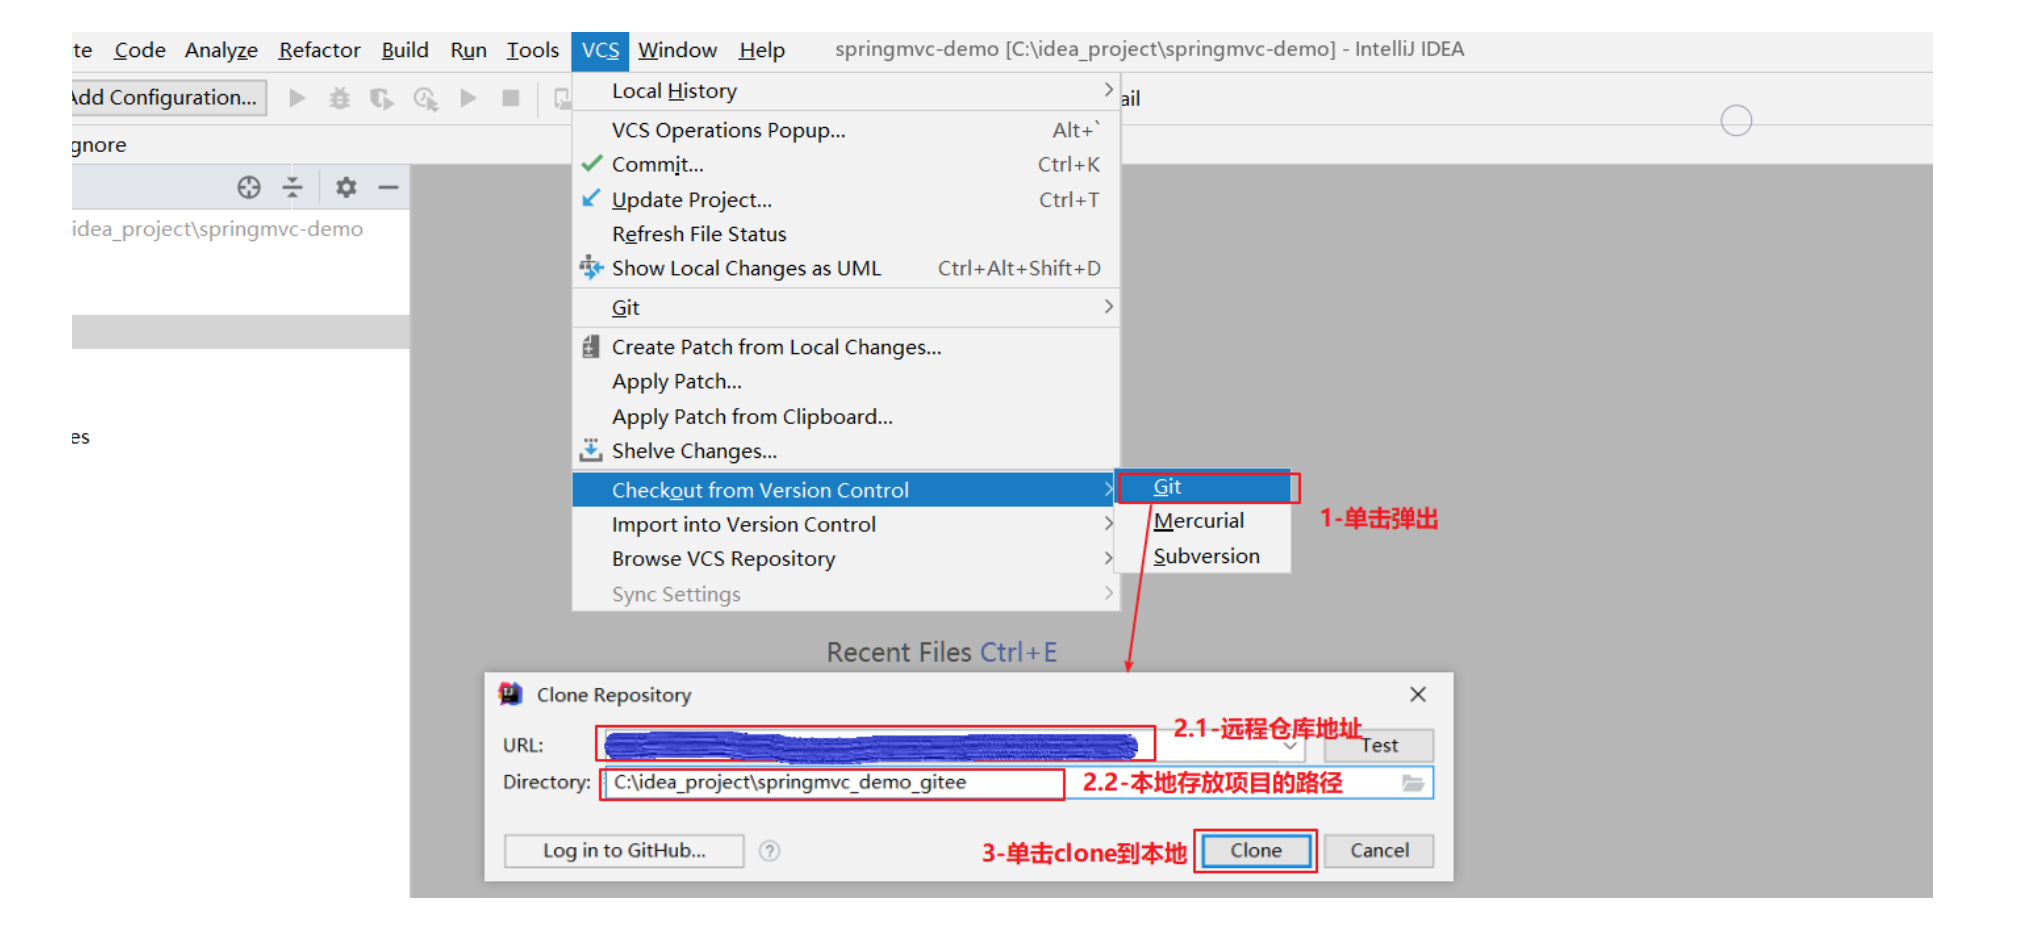 te Code Analyze Refactor Build Run Tools VCS Window Help springmvc-demo [C:\idea_project\springmvc-demo] - IntelliJ IDEA
Add Configuration...
Local History
ail
VCS Operations Popup... Alt+`
gnore
Commit... Ctrl+K
Update Project... Ctrl+T
idea_project\springmvc-demo
Refresh File Status
Show Local Changes as UML Ctrl+Alt+Shift+D
Git
Create Patch from Local Changes...
Apply Patch...
Apply Patch from Clipboard...
es
Shelve Changes...
Checkout from Version Control
Git
Import into Version Control
Mercurial
1-单击弹出
Browse VCS Repository
Subversion
Sync Settings
Recent Files Ctrl+E
Clone Repository
2.1-远程仓库地址
URL: Test
Directory: C:\idea_project\springmvc_demo_gitee 2.2-本地存放项目的路径
Log in to GitHub... ? 3-单击clone到本地 Clone Cancel